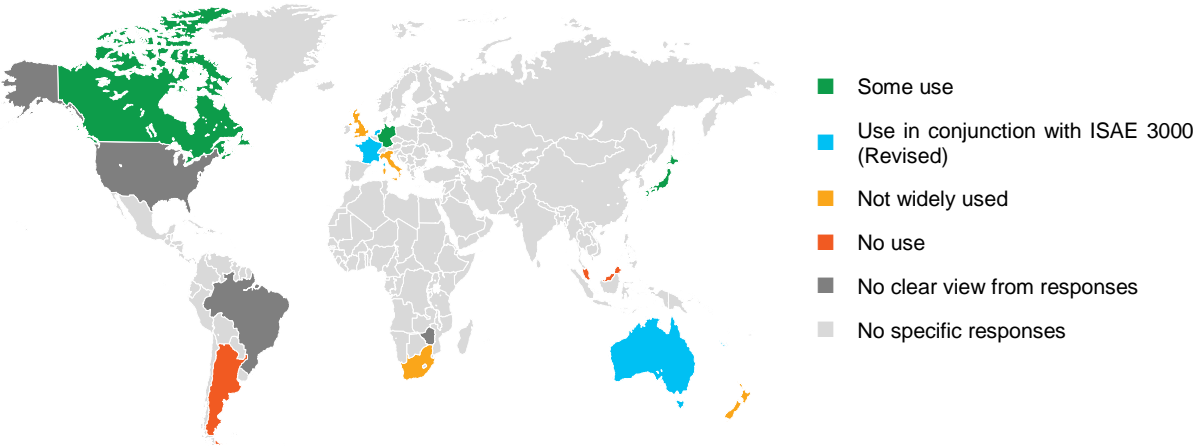 Some use
Use in conjunction with ISAE 3000
(Revised)
Not widely used
No use
No clear view from responses
No specific responses